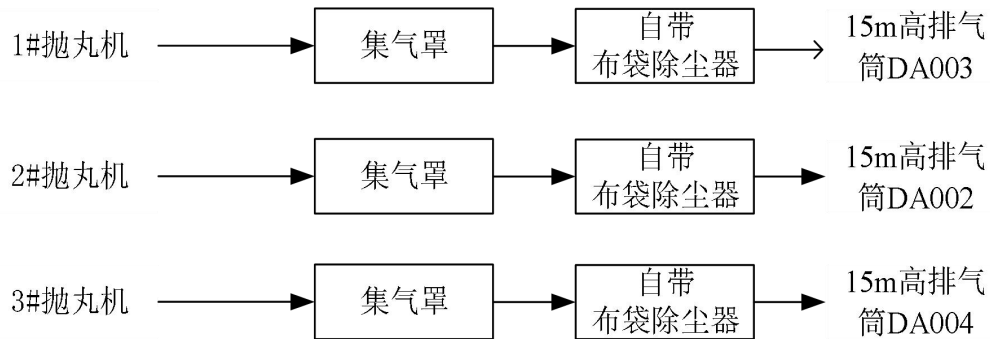 1#抛丸机
集气罩
自带
布袋除尘器
15m高排气
筒DA003
2#抛丸机
集气罩
自带
布袋除尘器
15m高排气
筒DA002
3#抛丸机
集气罩
自带
布袋除尘器
15m高排气
筒DA004